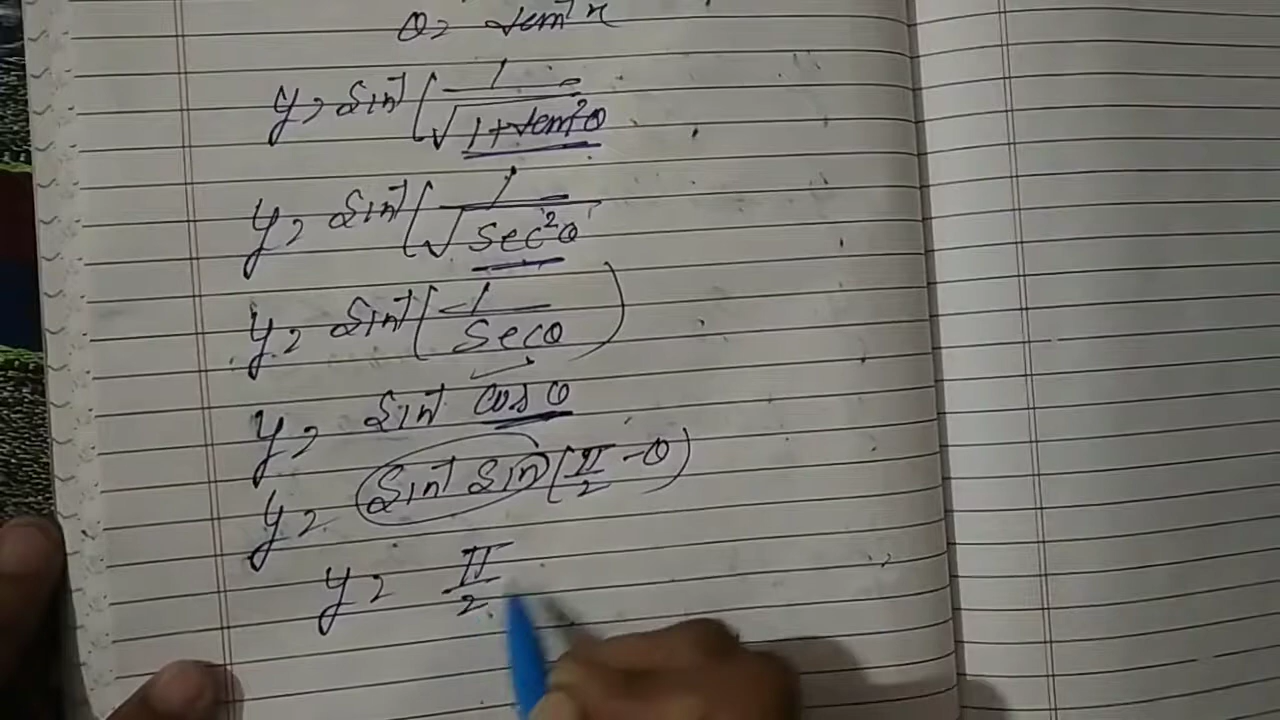 θ = tan⁻¹x
y = sin⁻¹(1/√1+tan²θ
y = sin⁻¹(1/√sec²θ
y = sin⁻¹(1/secθ)
y = sin⁻¹ cosθ
y = sin⁻¹ sin(π/2 -θ)
y = π/2